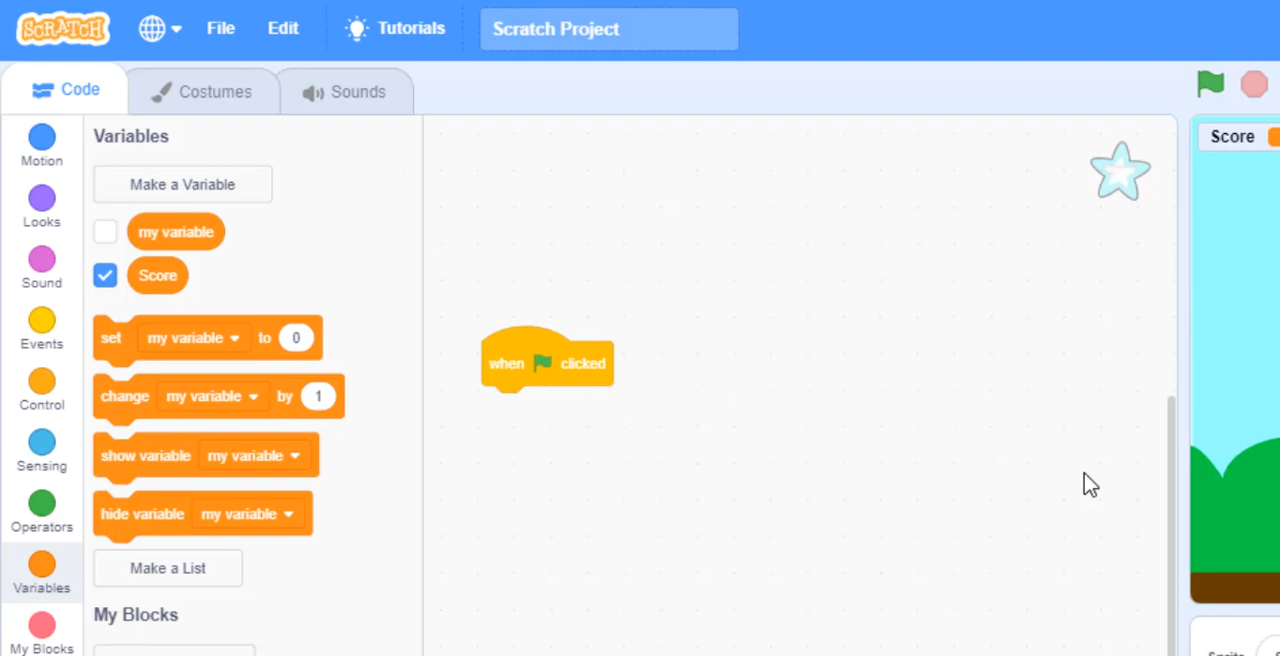 SCRATCH File Edit Tutorials Scratch Project
Code Costumes Sounds
Motion
Looks
Sound
Events
Control
Sensing
Operators
Variables
My Blocks
Variables
Make a Variable
my variable
Score
set my variable to 0
change my variable by 1
show variable my variable
hide variable my variable
Make a List
My Blocks
when clicked
Score